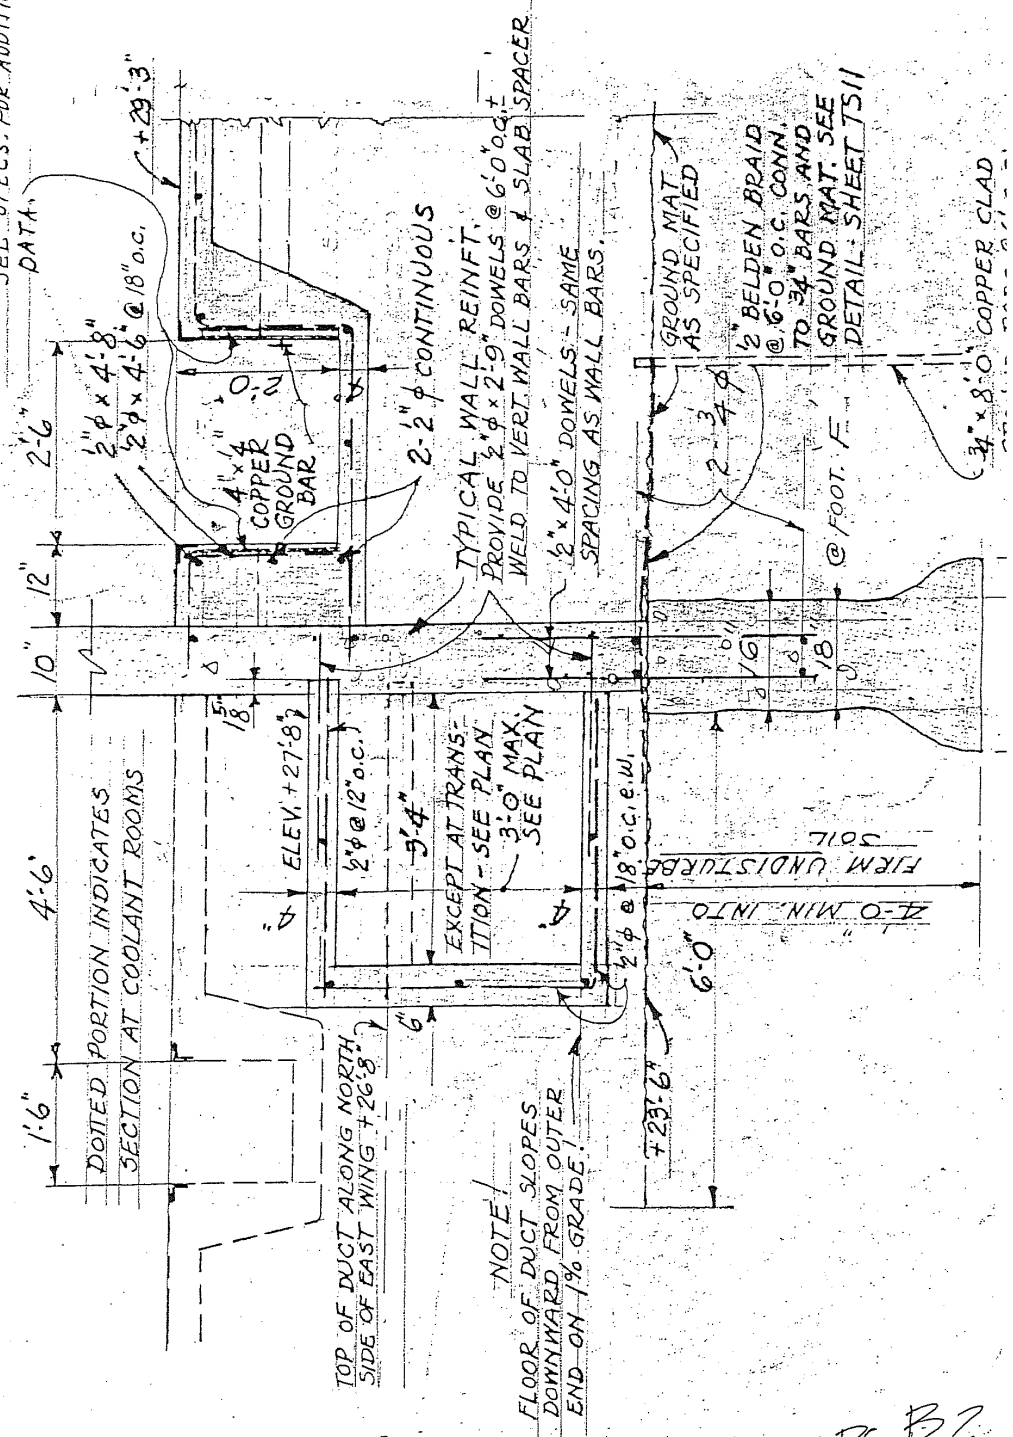 DATA.
+29'-3"
2'-6"
12"
10"
4'-6"
1'-6"
½"φ x 4'-8"
½"φ x 4'-6" @ 18" o.c.
¼" x 4"
COPPER
GROUND
BAR
2'-0"
2-½"φ CONTINUOUS
TYPICAL WALL REINF'T.
PROVIDE ½"φ x 2'-9" DOWELS @ 6'-0" o.c. ±
WELD TO VERT. WALL BARS & SLAB SPACER
½" x 4'-0" DOWELS - SAME
SPACING AS WALL BARS.
GROUND MAT
AS SPECIFIED
½" BELDEN BRAID
@ 6'-0" O.C. CONN.
TO ¾" BARS AND
GROUND MAT. SEE
DETAIL - SHEET TS11
2 - ¾ φ
¾" x 8'-0" COPPER CLAD
@ FOOT. F
16"
18"
DOTTED PORTION INDICATES
SECTION AT COOLANT ROOMS
ELEV. +27'-8"
4"
½"φ @ 12" o.c.
3'-4"
EXCEPT AT TRANS-
ITION - SEE PLAN
3'-0" MAX.
SEE PLAN
4"
½"φ @ 18" o.c. e.w.
6"
4'-0" MIN. INTO
FIRM UNDISTURBE
SOIL
6'-0"
+23'-6"
TOP OF DUCT ALONG NORTH
SIDE OF EAST WING +26'-8"
NOTE!
FLOOR OF DUCT SLOPES
DOWNWARD FROM OUTER
END ON 1% GRADE!
B2